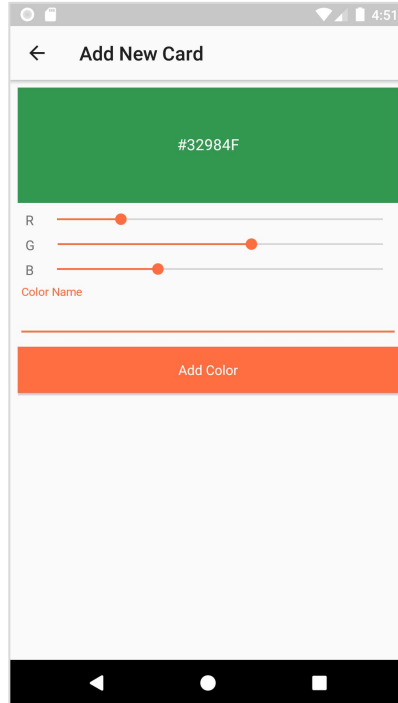 4:51
Add New Card
#32984F
R
G
B
Color Name
Add Color